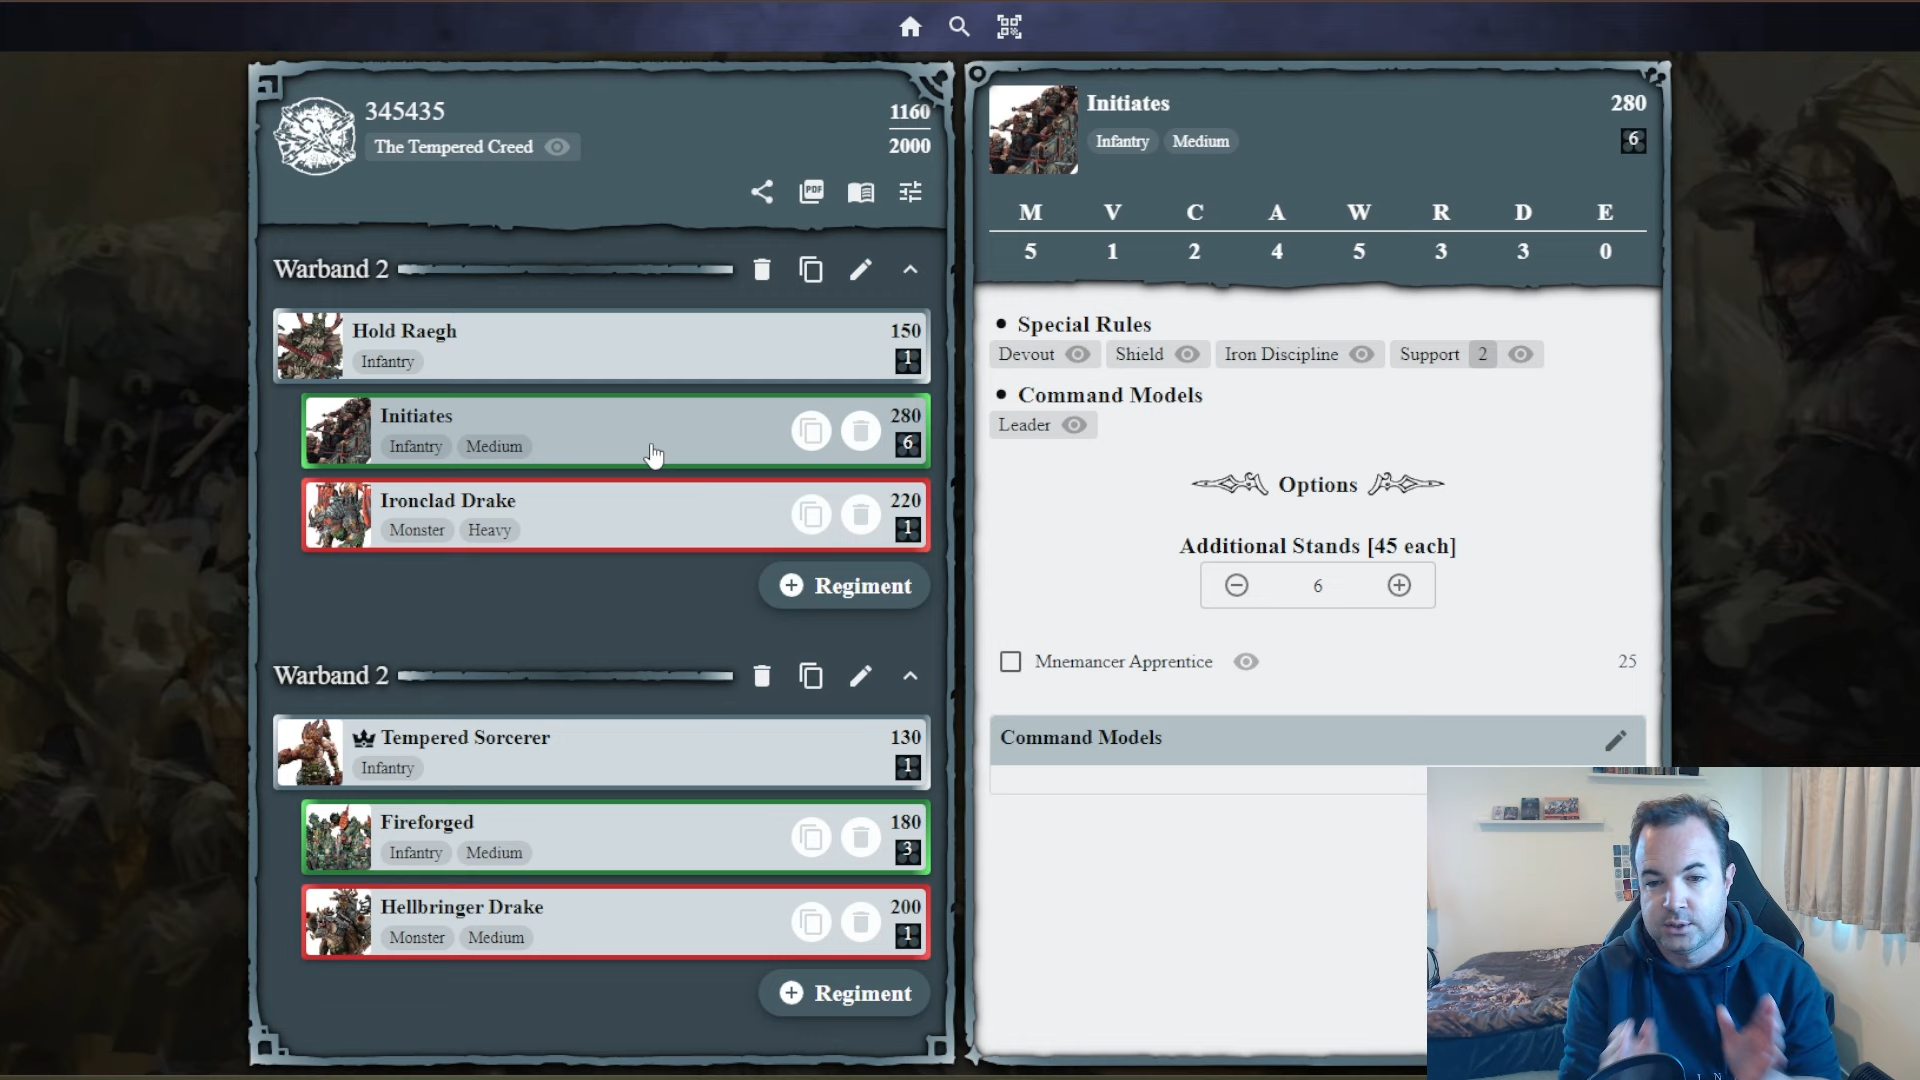 345435
1160
The Tempered Creed
2000
PDF
Warband 2
Hold Raegh
150
Infantry
1
Initiates
280
Infantry
Medium
6
Ironclad Drake
220
Monster
Heavy
1
Regiment
Warband 2
Tempered Sorcerer
130
Infantry
1
Fireforged
180
Infantry
Medium
3
Hellbringer Drake
200
Monster
Medium
1
Regiment
Initiates
280
Infantry
Medium
6
M V C A W R D E
5 1 2 4 5 3 3 0
Special Rules
Devout
Shield
Iron Discipline
Support 2
Command Models
Leader
Options
Additional Stands [45 each]
6
Mnemancer Apprentice
25
Command Models